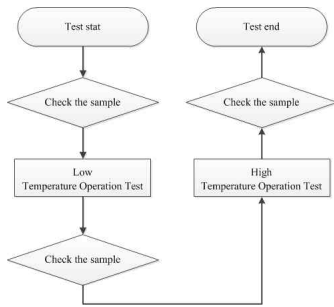 Test stat
Check the sample
Low
Temperature Operation Test
Check the sample
High
Temperature Operation Test
Check the sample
Test end